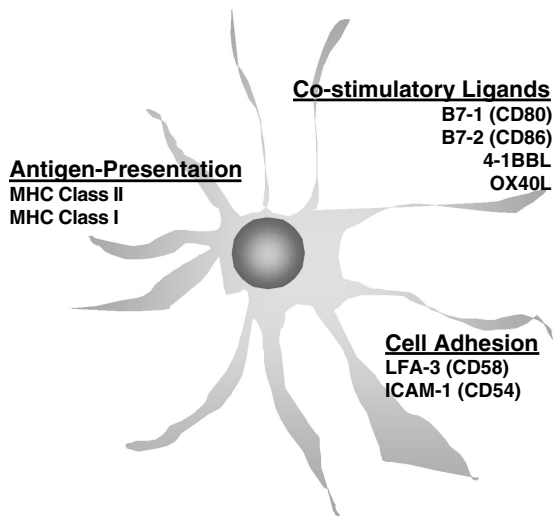 Co-stimulatory Ligands
B7-1 (CD80)
B7-2 (CD86)
4-1BBL
OX40L
Antigen-Presentation
MHC Class II
MHC Class I
Cell Adhesion
LFA-3 (CD58)
ICAM-1 (CD54)